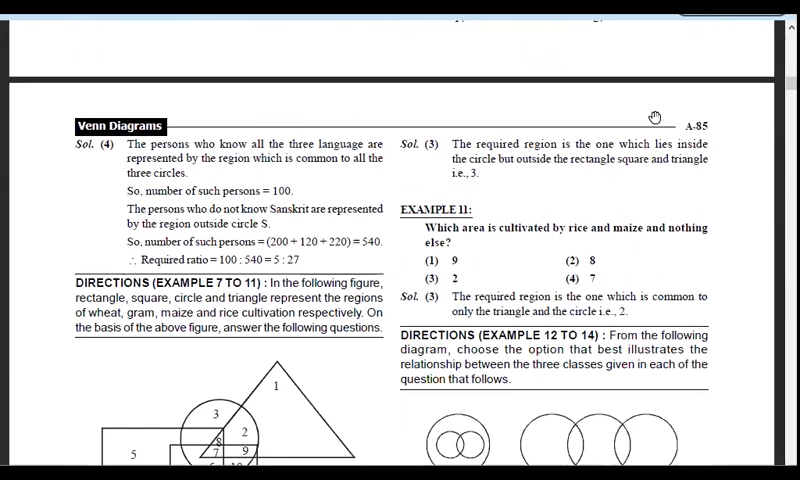 Venn Diagrams
A-85
Sol. (4) The persons who know all the three language are
represented by the region which is common to all the
three circles.
So, number of such persons = 100.
The persons who do not know Sanskrit are represented
by the region outside circle S.
So, number of such persons = (200 + 120 + 220) = 540.
∴ Required ratio = 100 : 540 = 5 : 27
DIRECTIONS (EXAMPLE 7 TO 11) : In the following figure,
rectangle, square, circle and triangle represent the regions
of wheat, gram, maize and rice cultivation respectively. On
the basis of the above figure, answer the following questions.
1
3
2
8
5
7
9
Sol. (3) The required region is the one which lies inside
the circle but outside the rectangle square and triangle
i.e., 3.
EXAMPLE 11:
Which area is cultivated by rice and maize and nothing
else?
(1) 9 (2) 8
(3) 2 (4) 7
Sol. (3) The required region is the one which is common to
only the triangle and the circle i.e., 2.
DIRECTIONS (EXAMPLE 12 TO 14) : From the following
diagram, choose the option that best illustrates the
relationship between the three classes given in each of the
question that follows.